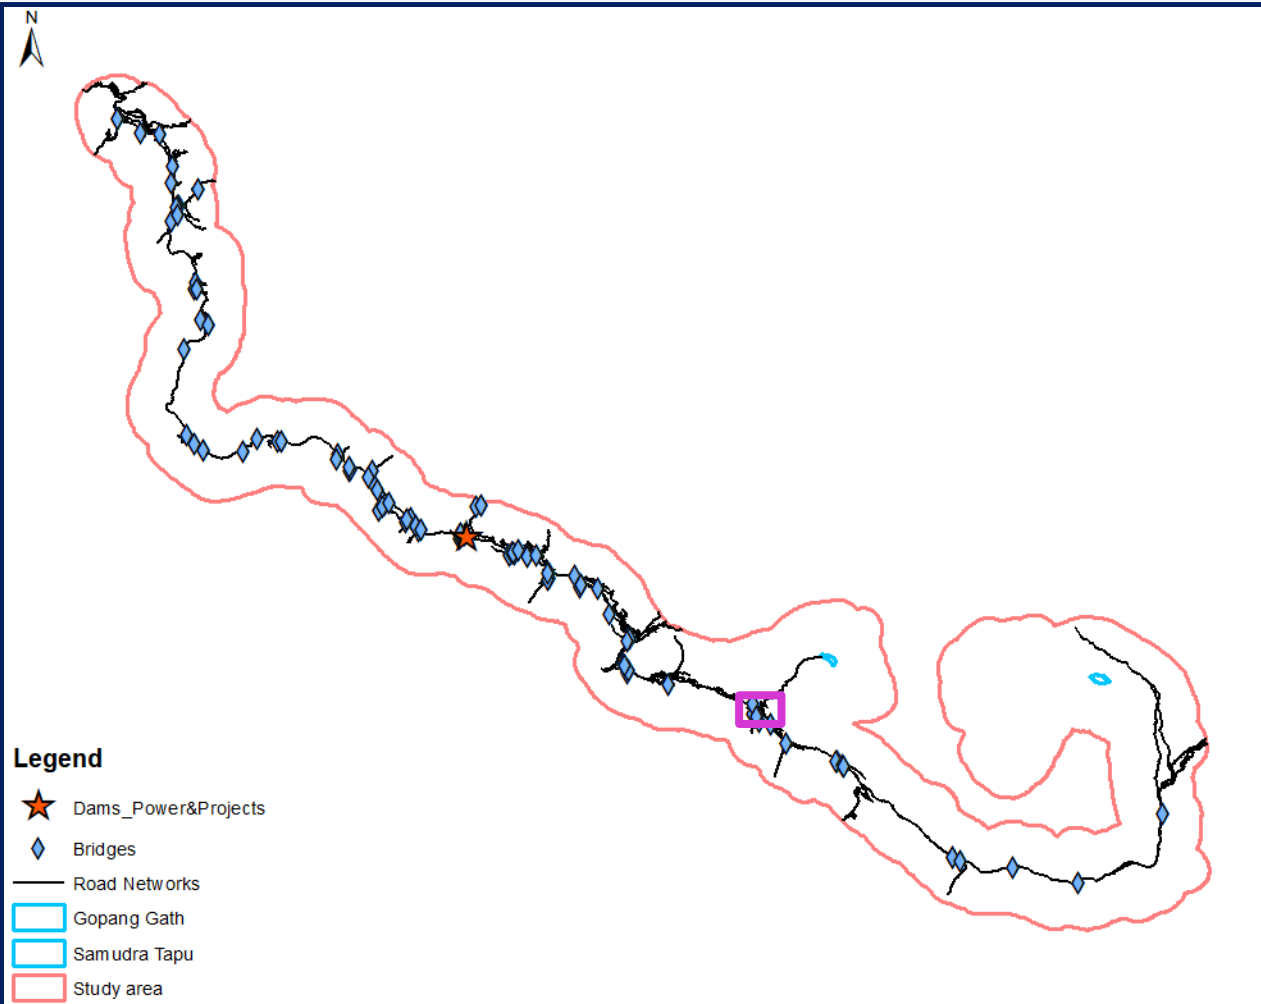 N
Legend
Dams_Power&Projects
Bridges
Road Networks
Gopang Gath
Samudra Tapu
Study area